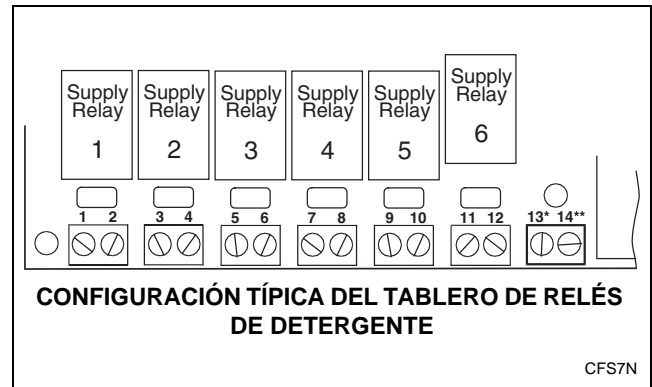 Supply Relay 1
Supply Relay 2
Supply Relay 3
Supply Relay 4
Supply Relay 5
Supply Relay 6
1 2 3 4 5 6 7 8 9 10 11 12 13* 14**
CONFIGURACIÓN TÍPICA DEL TABLERO DE RELÉS
DE DETERGENTE
CFS7N